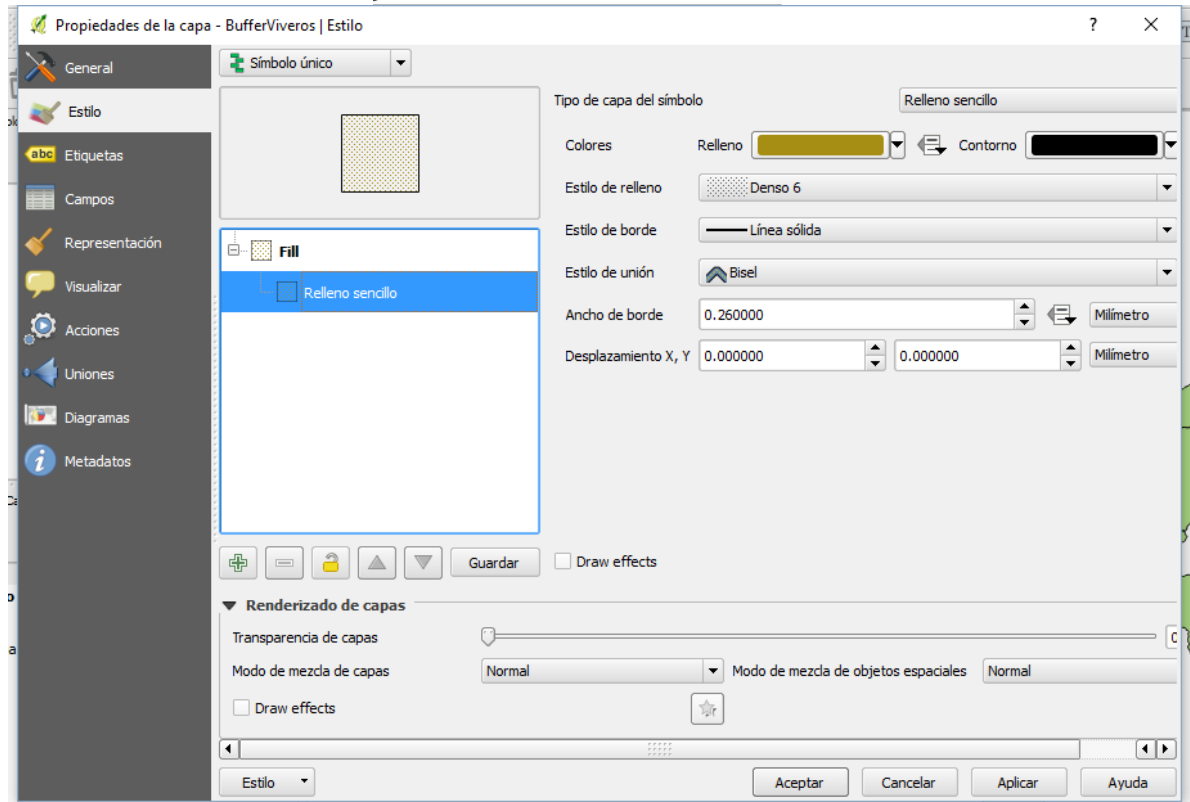 Propiedades de la capa - BufferViveros | Estilo
?
General
Estilo
abc Etiquetas
Campos
Representación
Visualizar
Acciones
Uniones
Diagramas
Metadatos
Símbolo único
Fill
Relleno sencillo
Guardar
Tipo de capa del símbolo Relleno sencillo
Colores Relleno Contorno
Estilo de relleno Denso 6
Estilo de borde Línea sólida
Estilo de unión Bisel
Ancho de borde 0.260000 Milímetro
Desplazamiento X, Y 0.000000 0.000000 Milímetro
Draw effects
Renderizado de capas
Transparencia de capas
Modo de mezcla de capas Normal Modo de mezcla de objetos espaciales Normal
Draw effects
Estilo Aceptar Cancelar Aplicar Ayuda